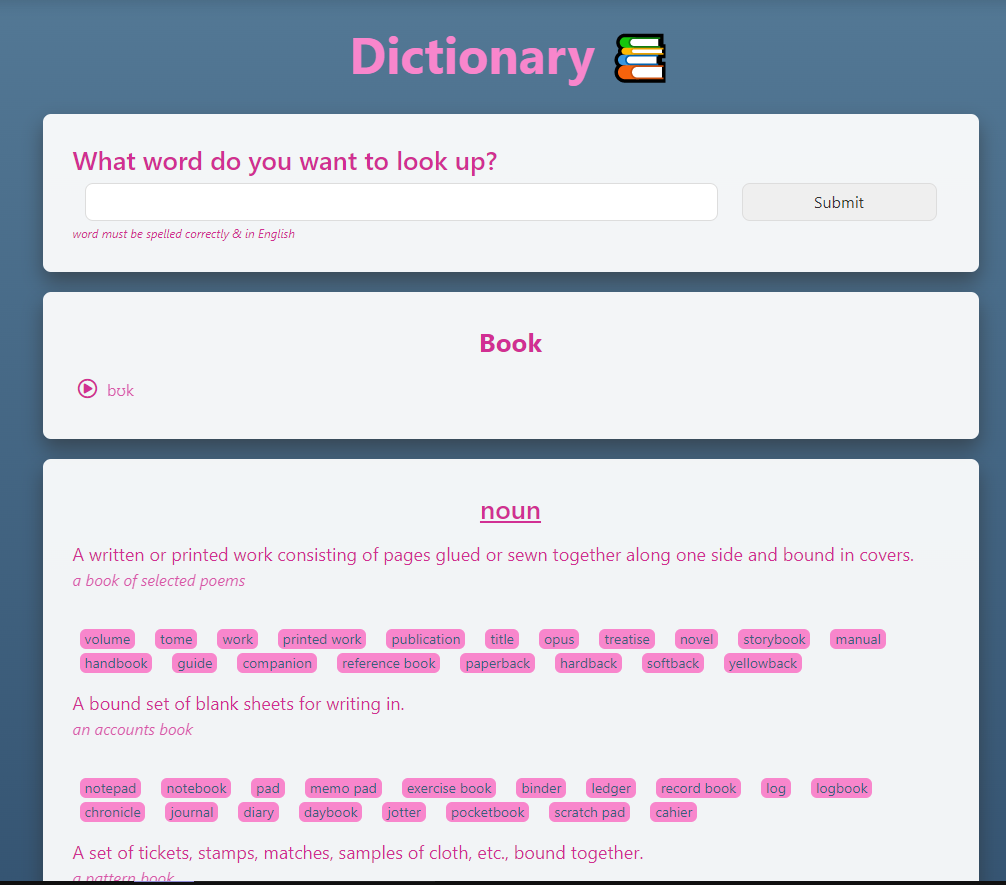 Dictionary
What word do you want to look up?
Submit
word must be spelled correctly & in English
Book
bʊk
noun
A written or printed work consisting of pages glued or sewn together along one side and bound in covers.
a book of selected poems
volume tome work printed work publication title opus treatise novel storybook manual
handbook guide companion reference book paperback hardback softback yellowback
A bound set of blank sheets for writing in.
an accounts book
notepad notebook pad memo pad exercise book binder ledger record book log logbook
chronicle journal diary daybook jotter pocketbook scratch pad cahier
A set of tickets, stamps, matches, samples of cloth, etc., bound together.
a pattern book